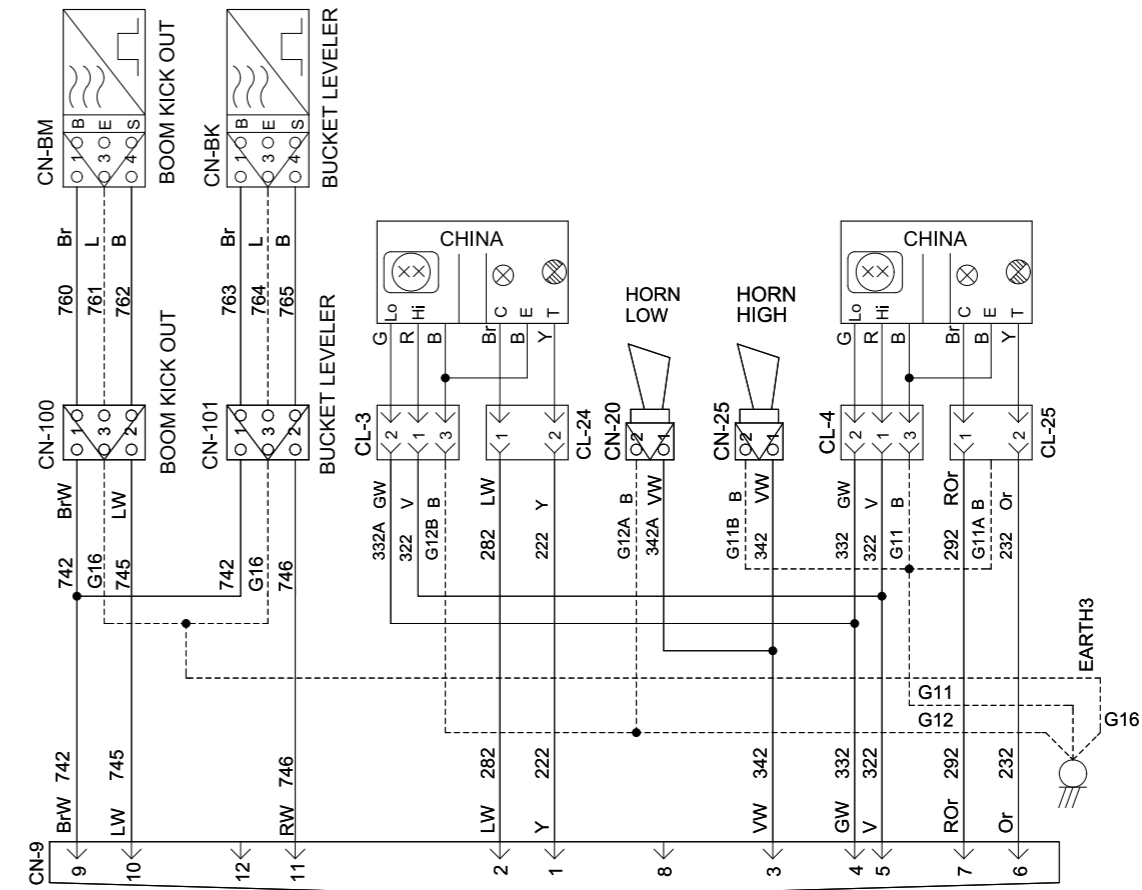 B E S
BOOM KICK OUT
B E S
BUCKET LEVELER
1 3 4
CN-BM
1 3 4
CN-BK
Br L B
Br L B
760 761 762
763 764 765
CHINA
CHINA
HORN
LOW
HORN
HIGH
Lo Hi C E T
Lo Hi C E T
G R B Br B Y
G R B Br B Y
CN-100
1 3 2
BOOM KICK OUT
CN-101
1 3 2
BUCKET LEVELER
CL-3
2 1 3
1 2
CL-24
CN-20
2 1
CN-25
2 1
CL-4
2 1 3
1 2
CL-25
BrW LW
GW V B LW Y B VW B VW GW V B ROr B Or
332A 322 G12B 282 222 G12A 342A G11B 342 332 322 G11 292 G11A 232
742 G16 745
742 G16 746
EARTH3
G11
G12
G16
742 745 746 282 222 342 332 322 292 232
BrW LW RW LW Y VW GW V ROr Or
CN-9
9 10 12 11 2 1 8 3 4 5 7 6